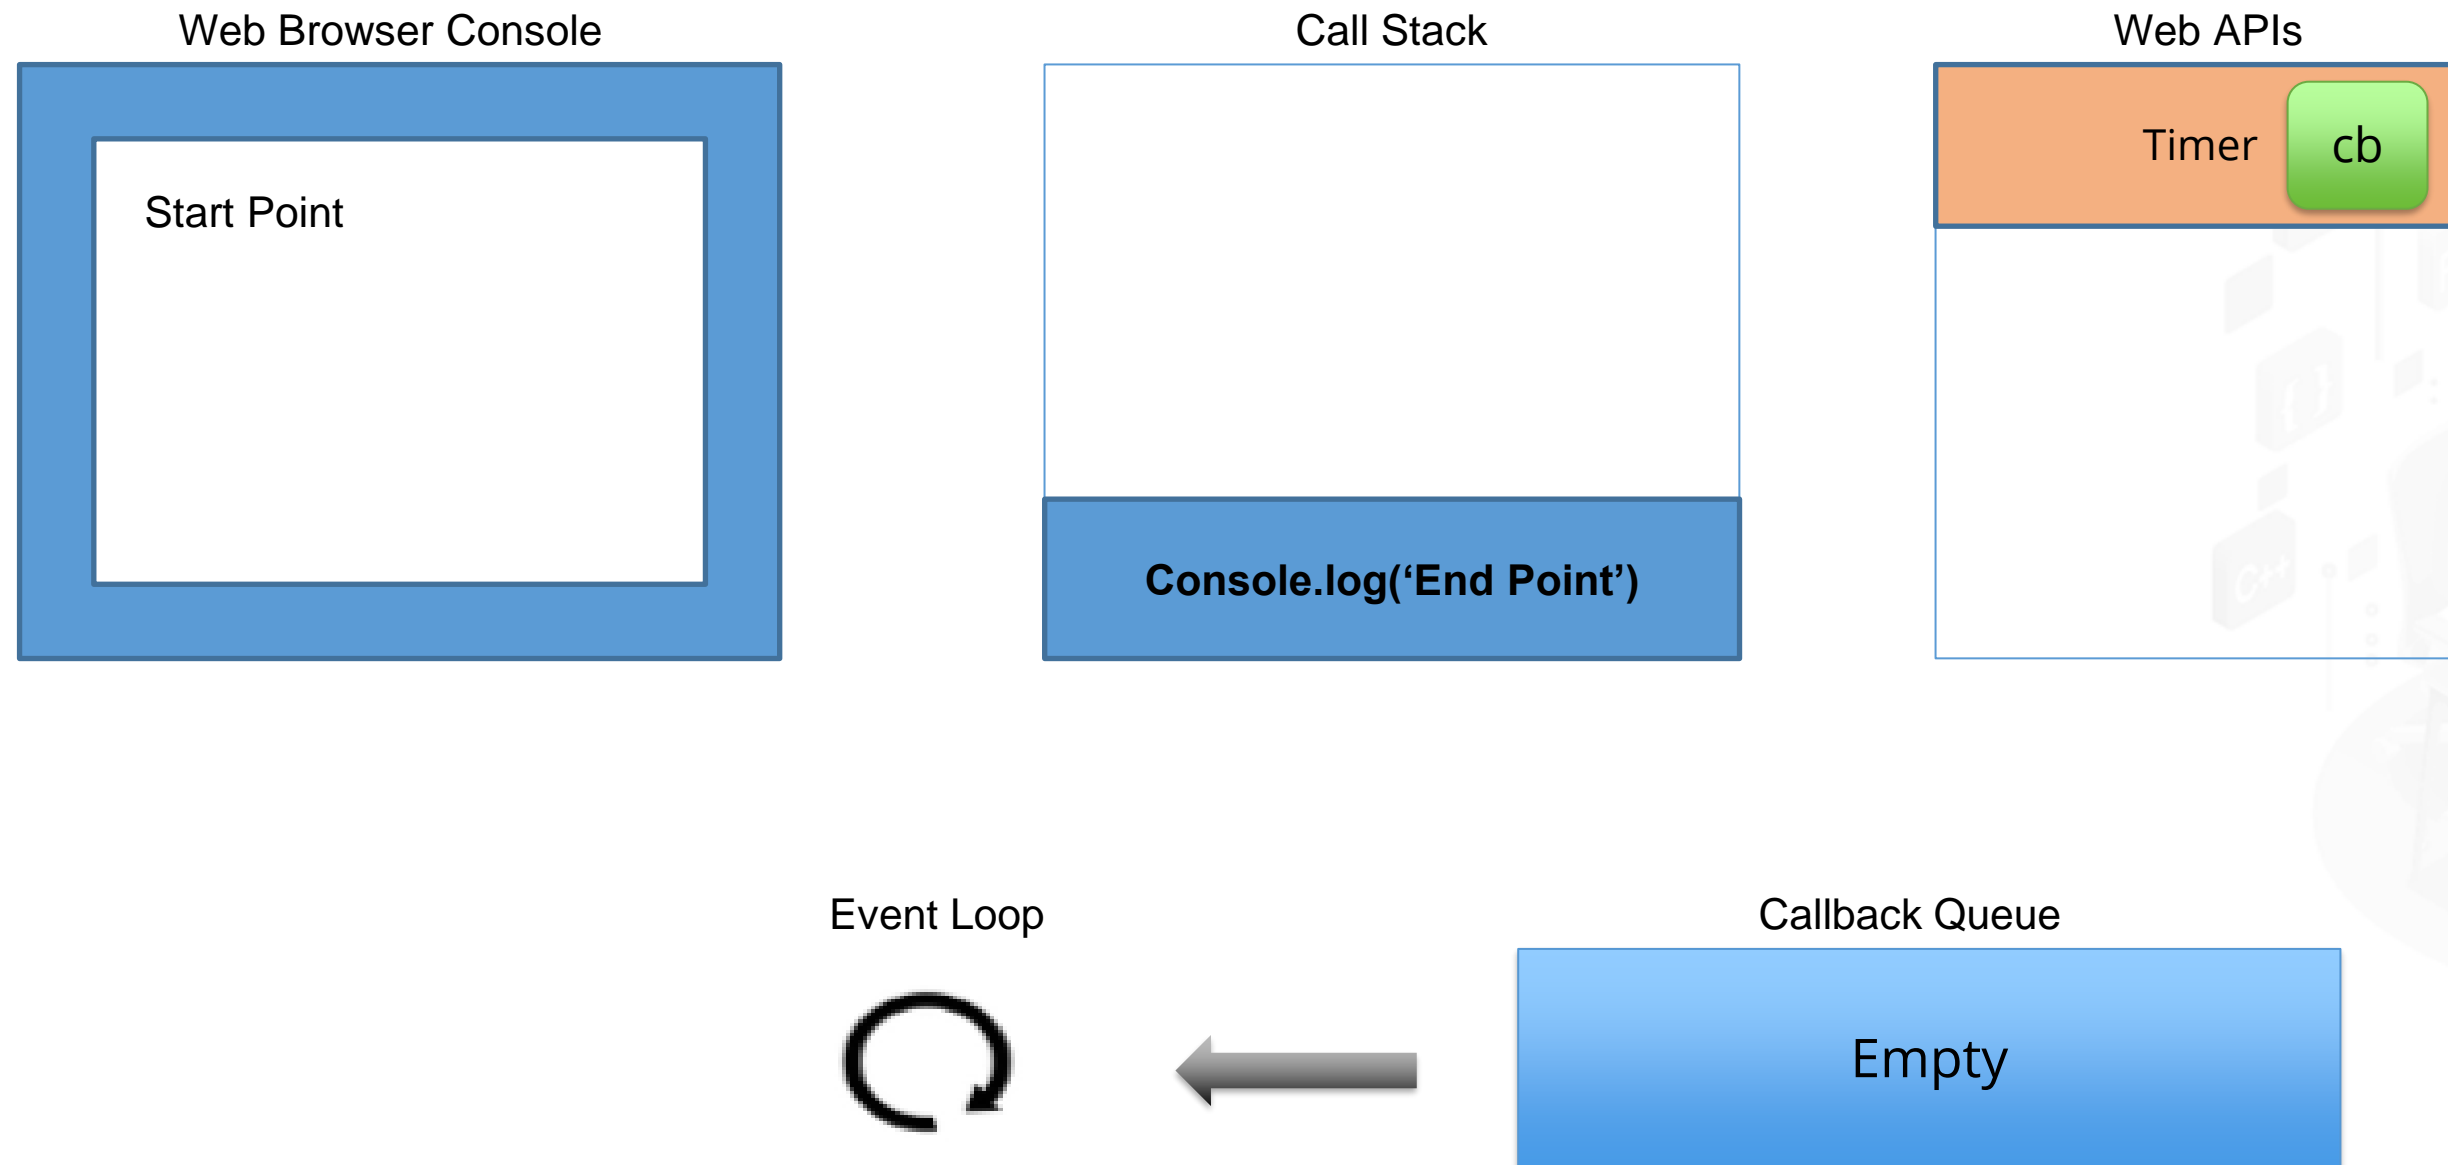 Web Browser Console
Call Stack
Web APIs
Start Point
Timer
cb
Console.log(‘End Point’)
{ }
C++
Event Loop
Callback Queue
Empty